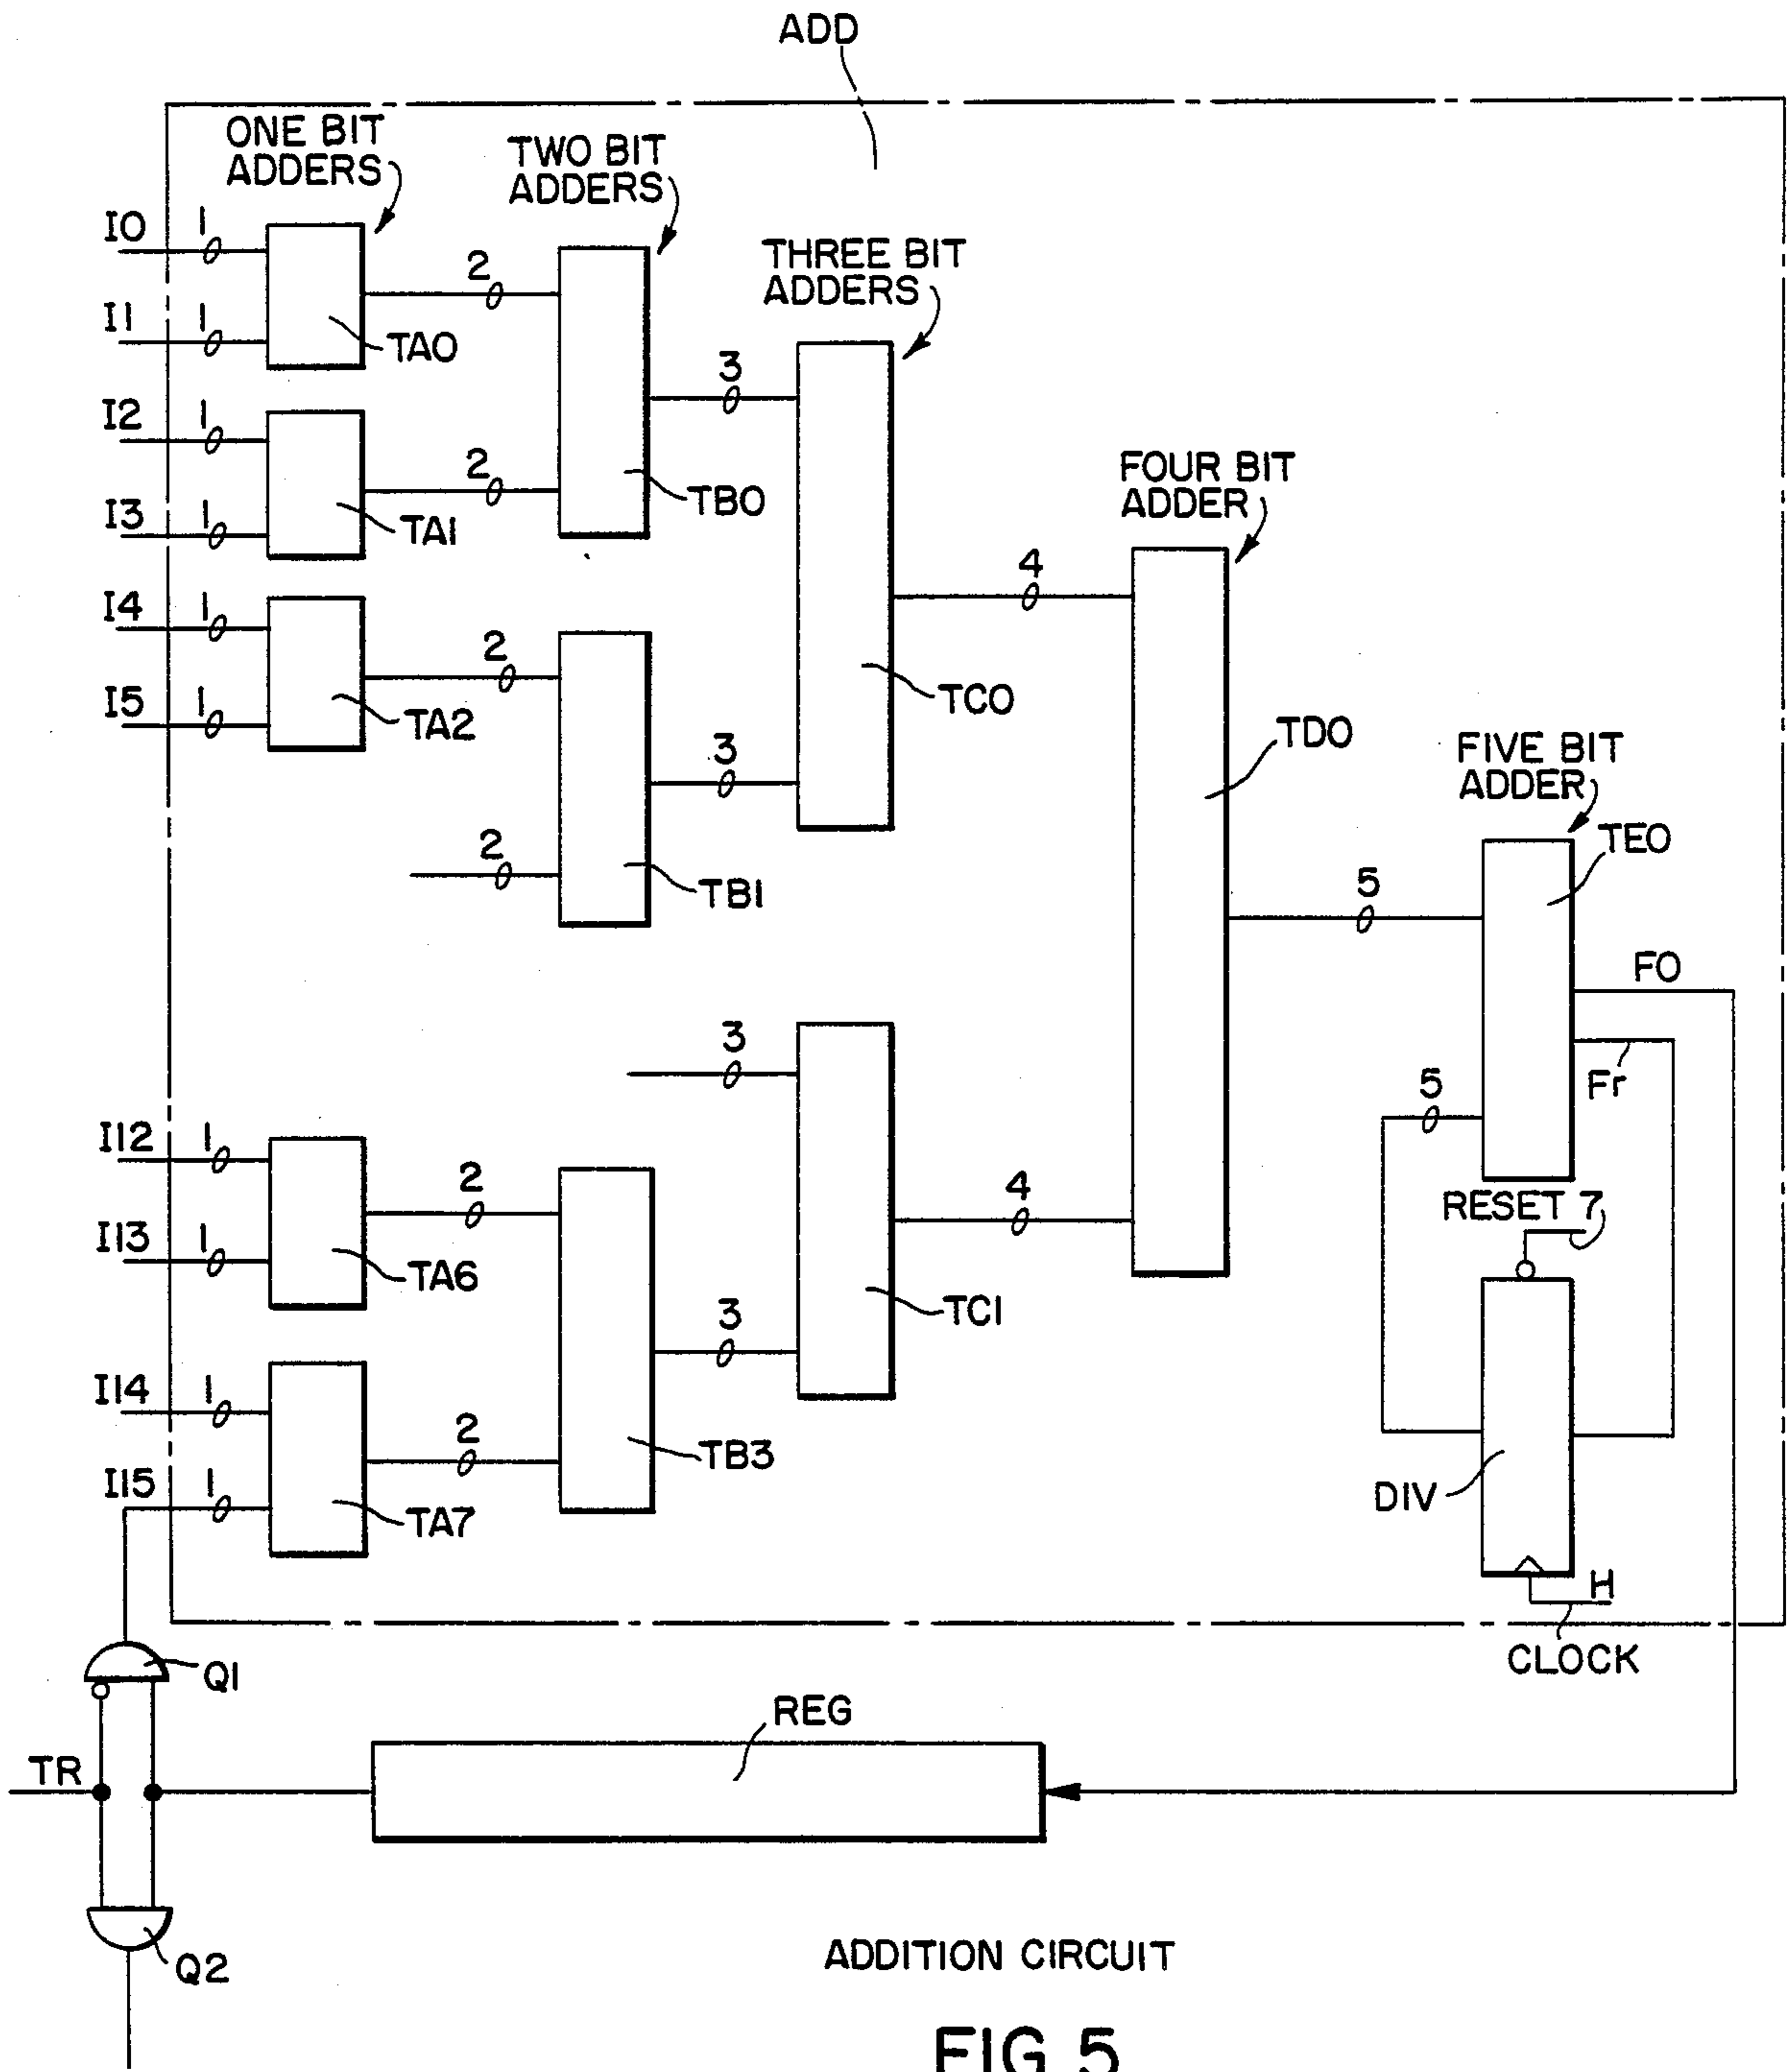 ADD
ONE BIT
ADDERS
TWO BIT
ADDERS
THREE BIT
ADDERS
FOUR BIT
ADDER
FIVE BIT
ADDER
I0
1
I1
1
TA0
2
I2
1
I3
1
TA1
2
TB0
3
I4
1
I5
1
TA2
2
2
TB1
3
TC0
4
TD0
5
TE0
F0
Fr
5
RESET
DIV
H
CLOCK
3
I12
1
I13
1
TA6
2
I14
1
I15
1
TA7
2
TB3
3
TC1
4
Q1
TR
REG
Q2
ADDITION CIRCUIT
FIG.5